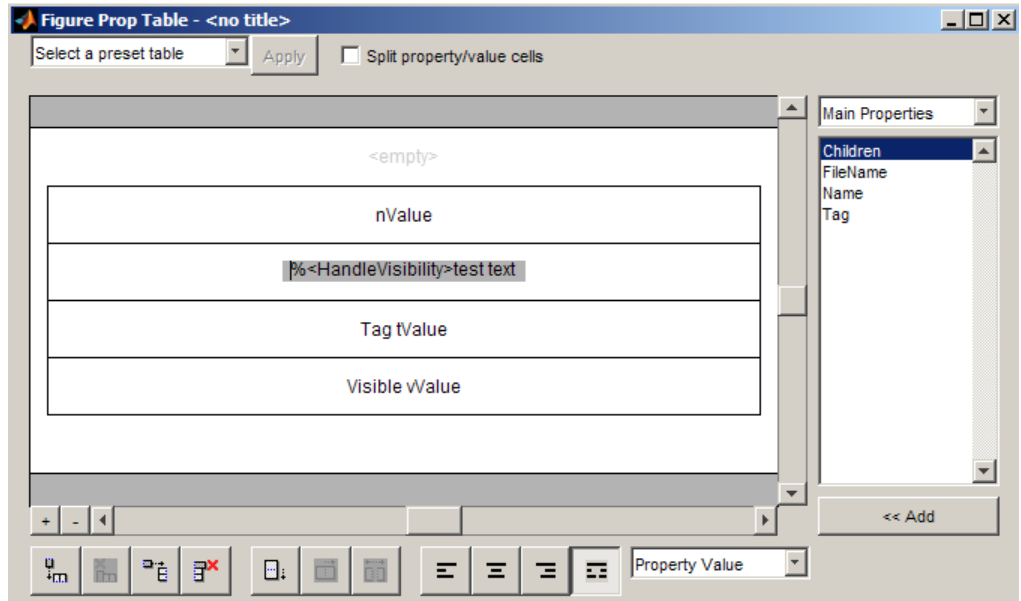 Figure Prop Table - <no title>
Select a preset table
Apply
Split property/value cells
Main Properties
<empty>
Children
FileName
Name
Tag
nValue
%<HandleVisibility>test text
Tag tValue
Visible vValue
+ -
<< Add
Property Value